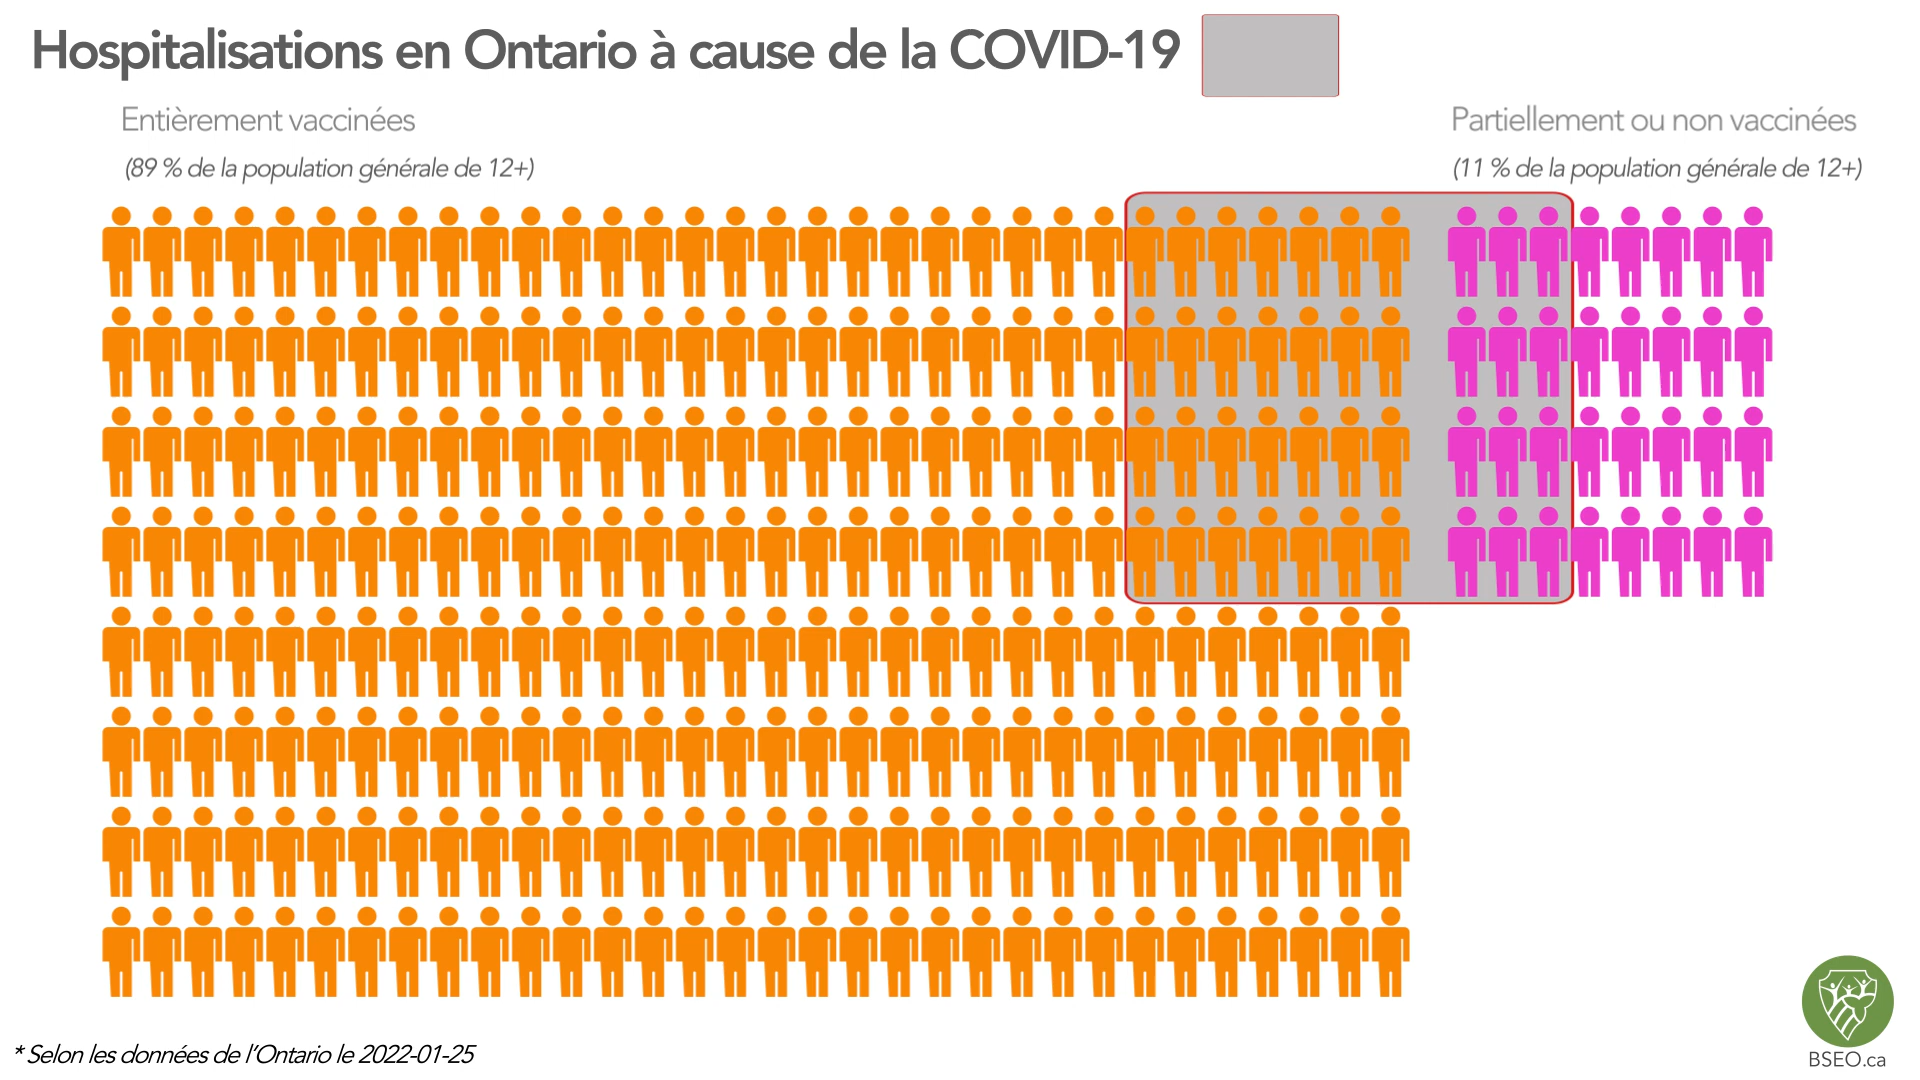 Hospitalisations en Ontario à cause de la COVID-19
Entièrement vaccinées
(89 % de la population générale de 12+)
Partiellement ou non vaccinées
(11 % de la population générale de 12+)
* Selon les données de l'Ontario le 2022-01-25
BSEO.ca